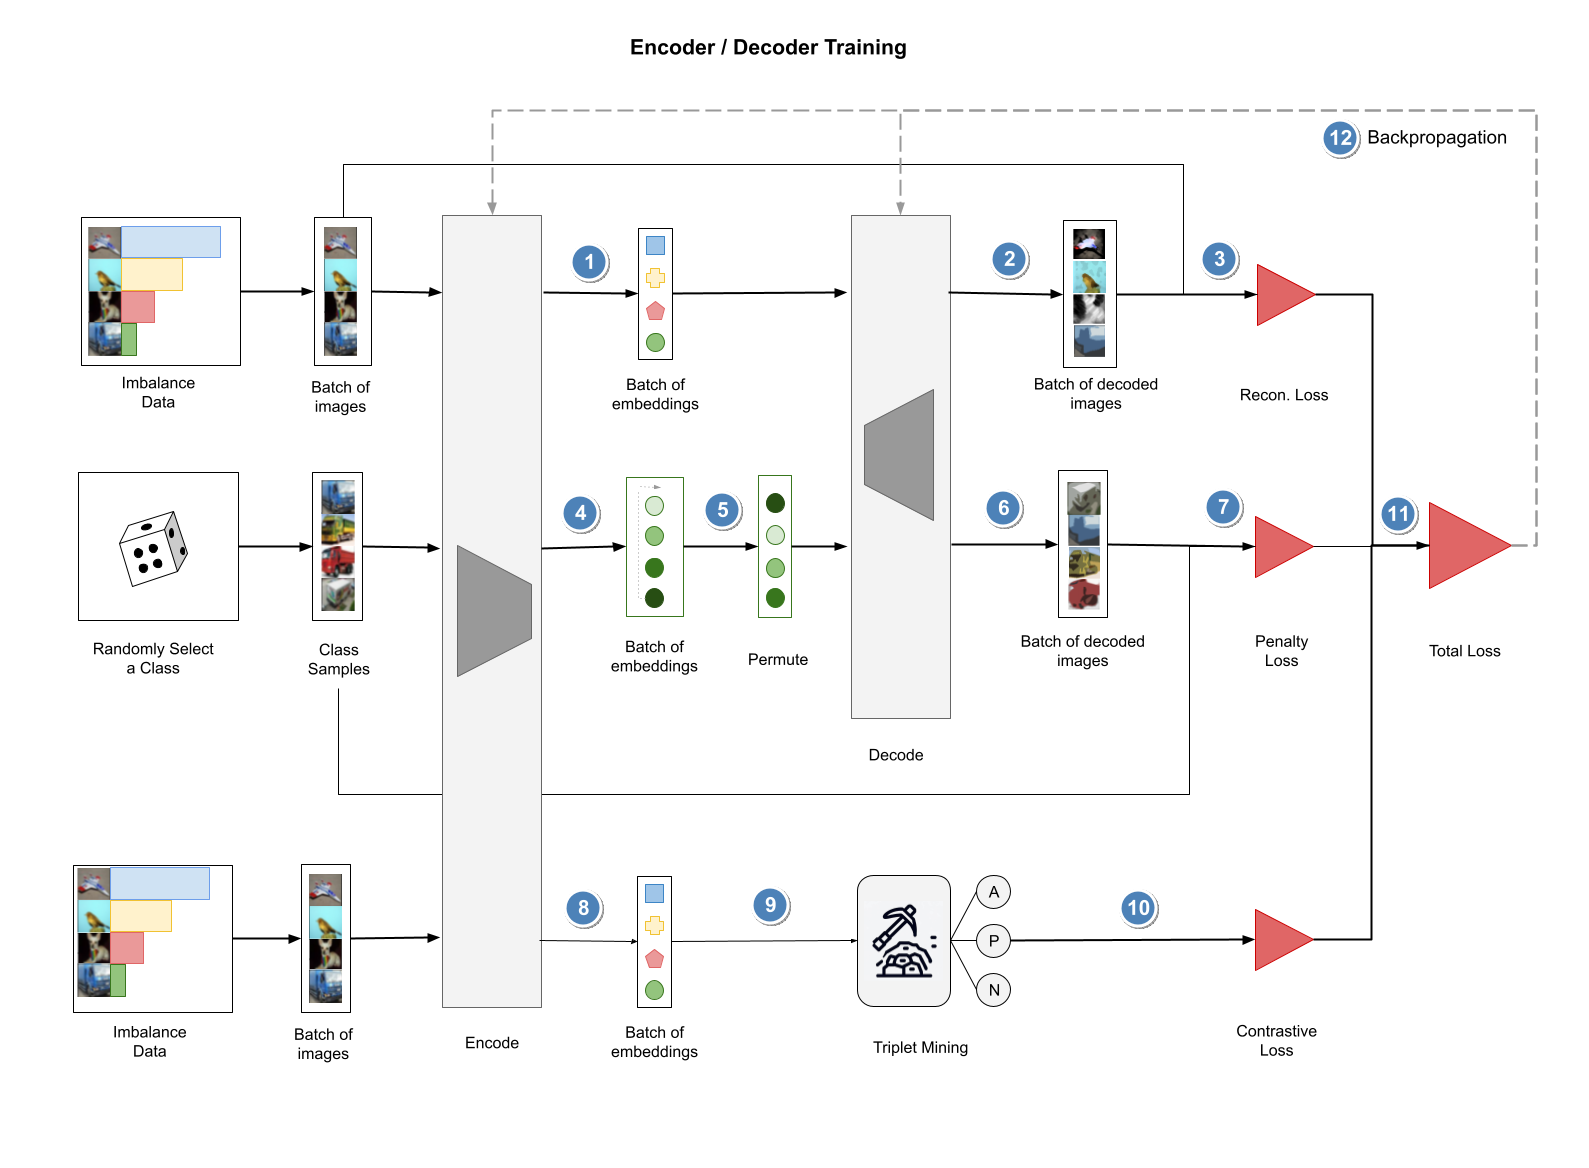 Encoder / Decoder Training
12 Backpropagation
1
2
3
Imbalance
Data
Batch of
images
Batch of
embeddings
Batch of decoded
images
Recon. Loss
4
5
6
7
11
Randomly Select
a Class
Class
Samples
Batch of
embeddings
Permute
Batch of decoded
images
Penalty
Loss
Total Loss
Decode
8
9
10
A
P
N
Imbalance
Data
Batch of
images
Encode
Batch of
embeddings
Triplet Mining
Contrastive
Loss